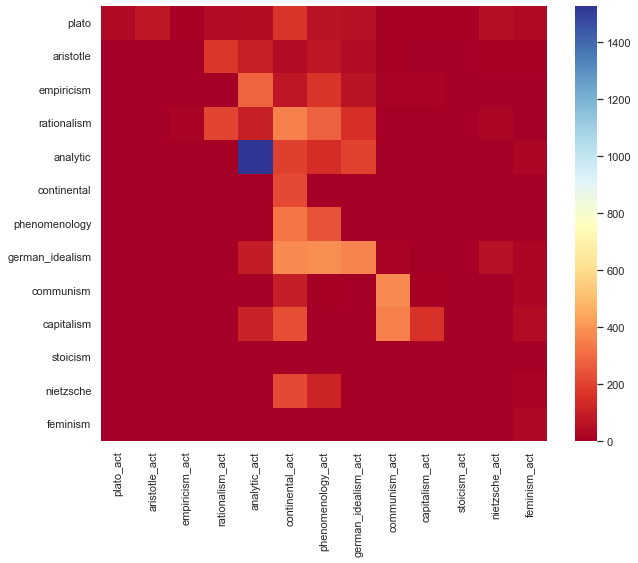 plato
aristotle
empiricism
rationalism
analytic
continental
phenomenology
german_idealism
communism
capitalism
stoicism
nietzsche
feminism
plato_act
aristotle_act
empiricism_act
rationalism_act
analytic_act
continental_act
phenomenology_act
german_idealism_act
communism_act
capitalism_act
stoicism_act
nietzsche_act
feminism_act
1400
1200
1000
800
600
400
200
0